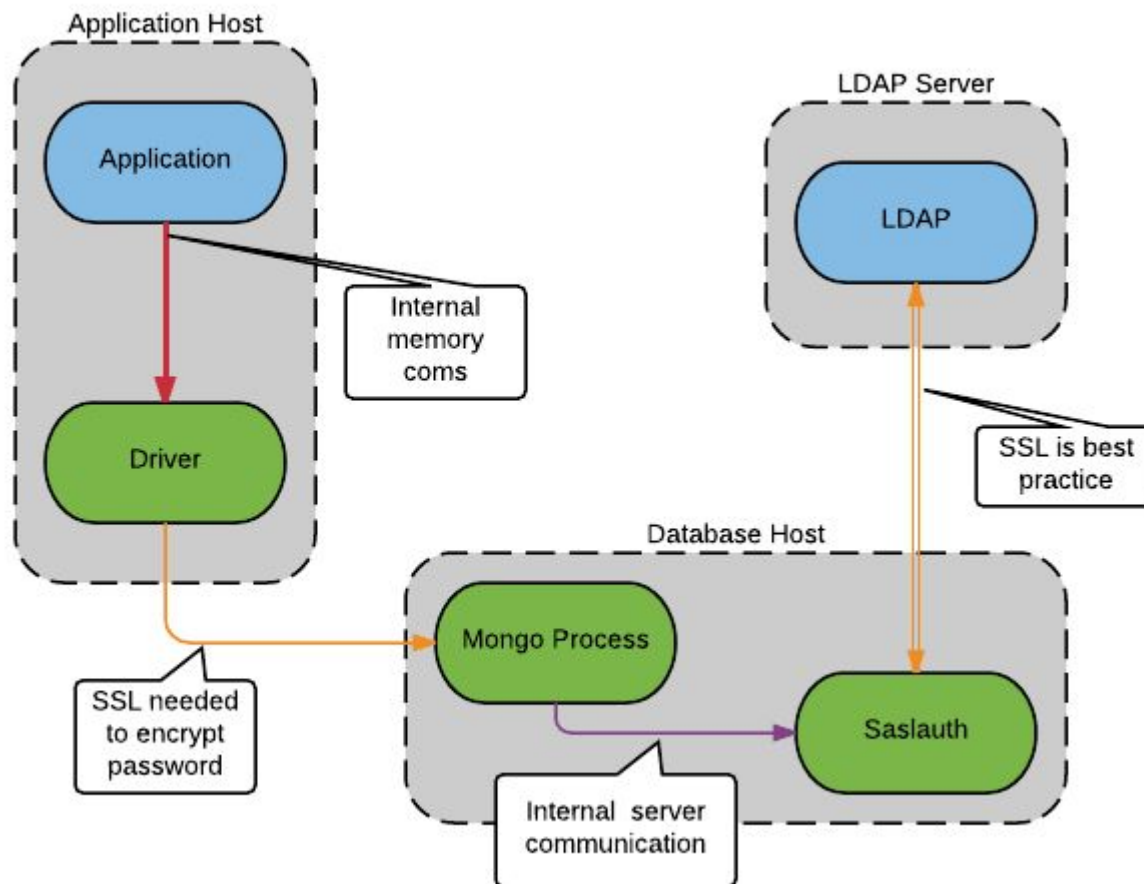 Application Host
Application
Internal
memory
coms
Driver
SSL needed
to encrypt
password
LDAP Server
LDAP
SSL is best
practice
Database Host
Mongo Process
Saslauth
Internal server
communication